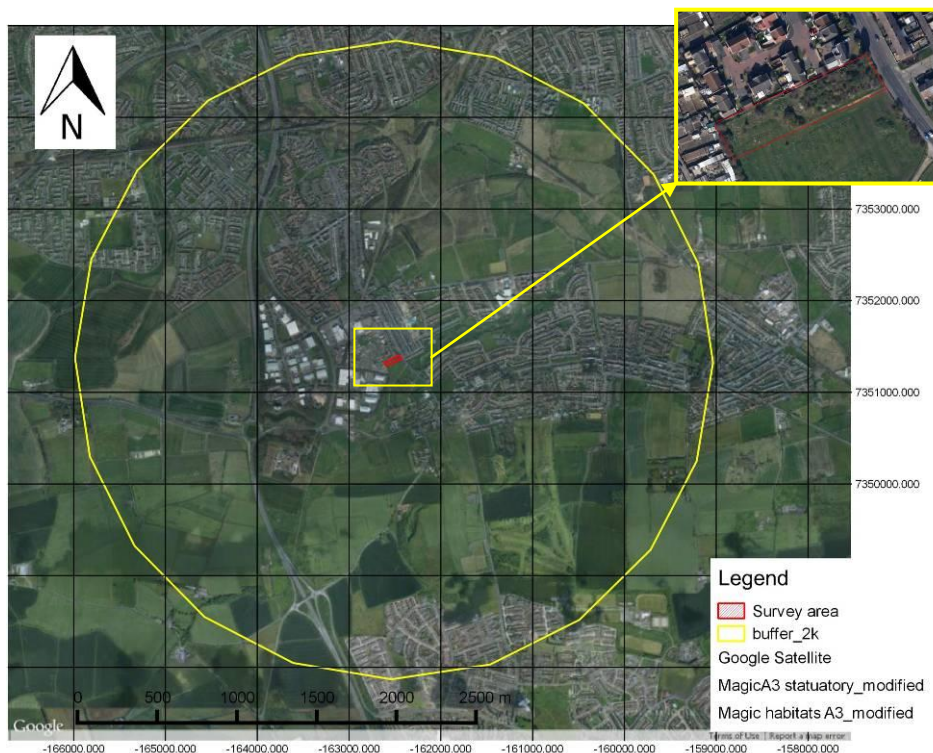 N
7353000.000
7352000.000
7351000.000
7350000.000
Legend
Survey area
buffer_2k
Google Satellite
MagicA3 statuatory_modified
Magic habitats A3_modified
0 500 1000 1500 2000 2500 m
Google
Terms of Use | Report a map error
-166000.000 -165000.000 -164000.000 -163000.000 -162000.000 -161000.000 -160000.000 -159000.000 -158000.000